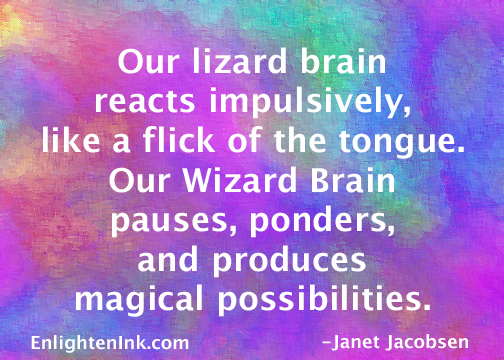 Our lizard brain
reacts impulsively,
like a flick of the tongue.
Our Wizard Brain
pauses, ponders,
and produces
magical possibilities.
EnlightenInk.com
–Janet Jacobsen